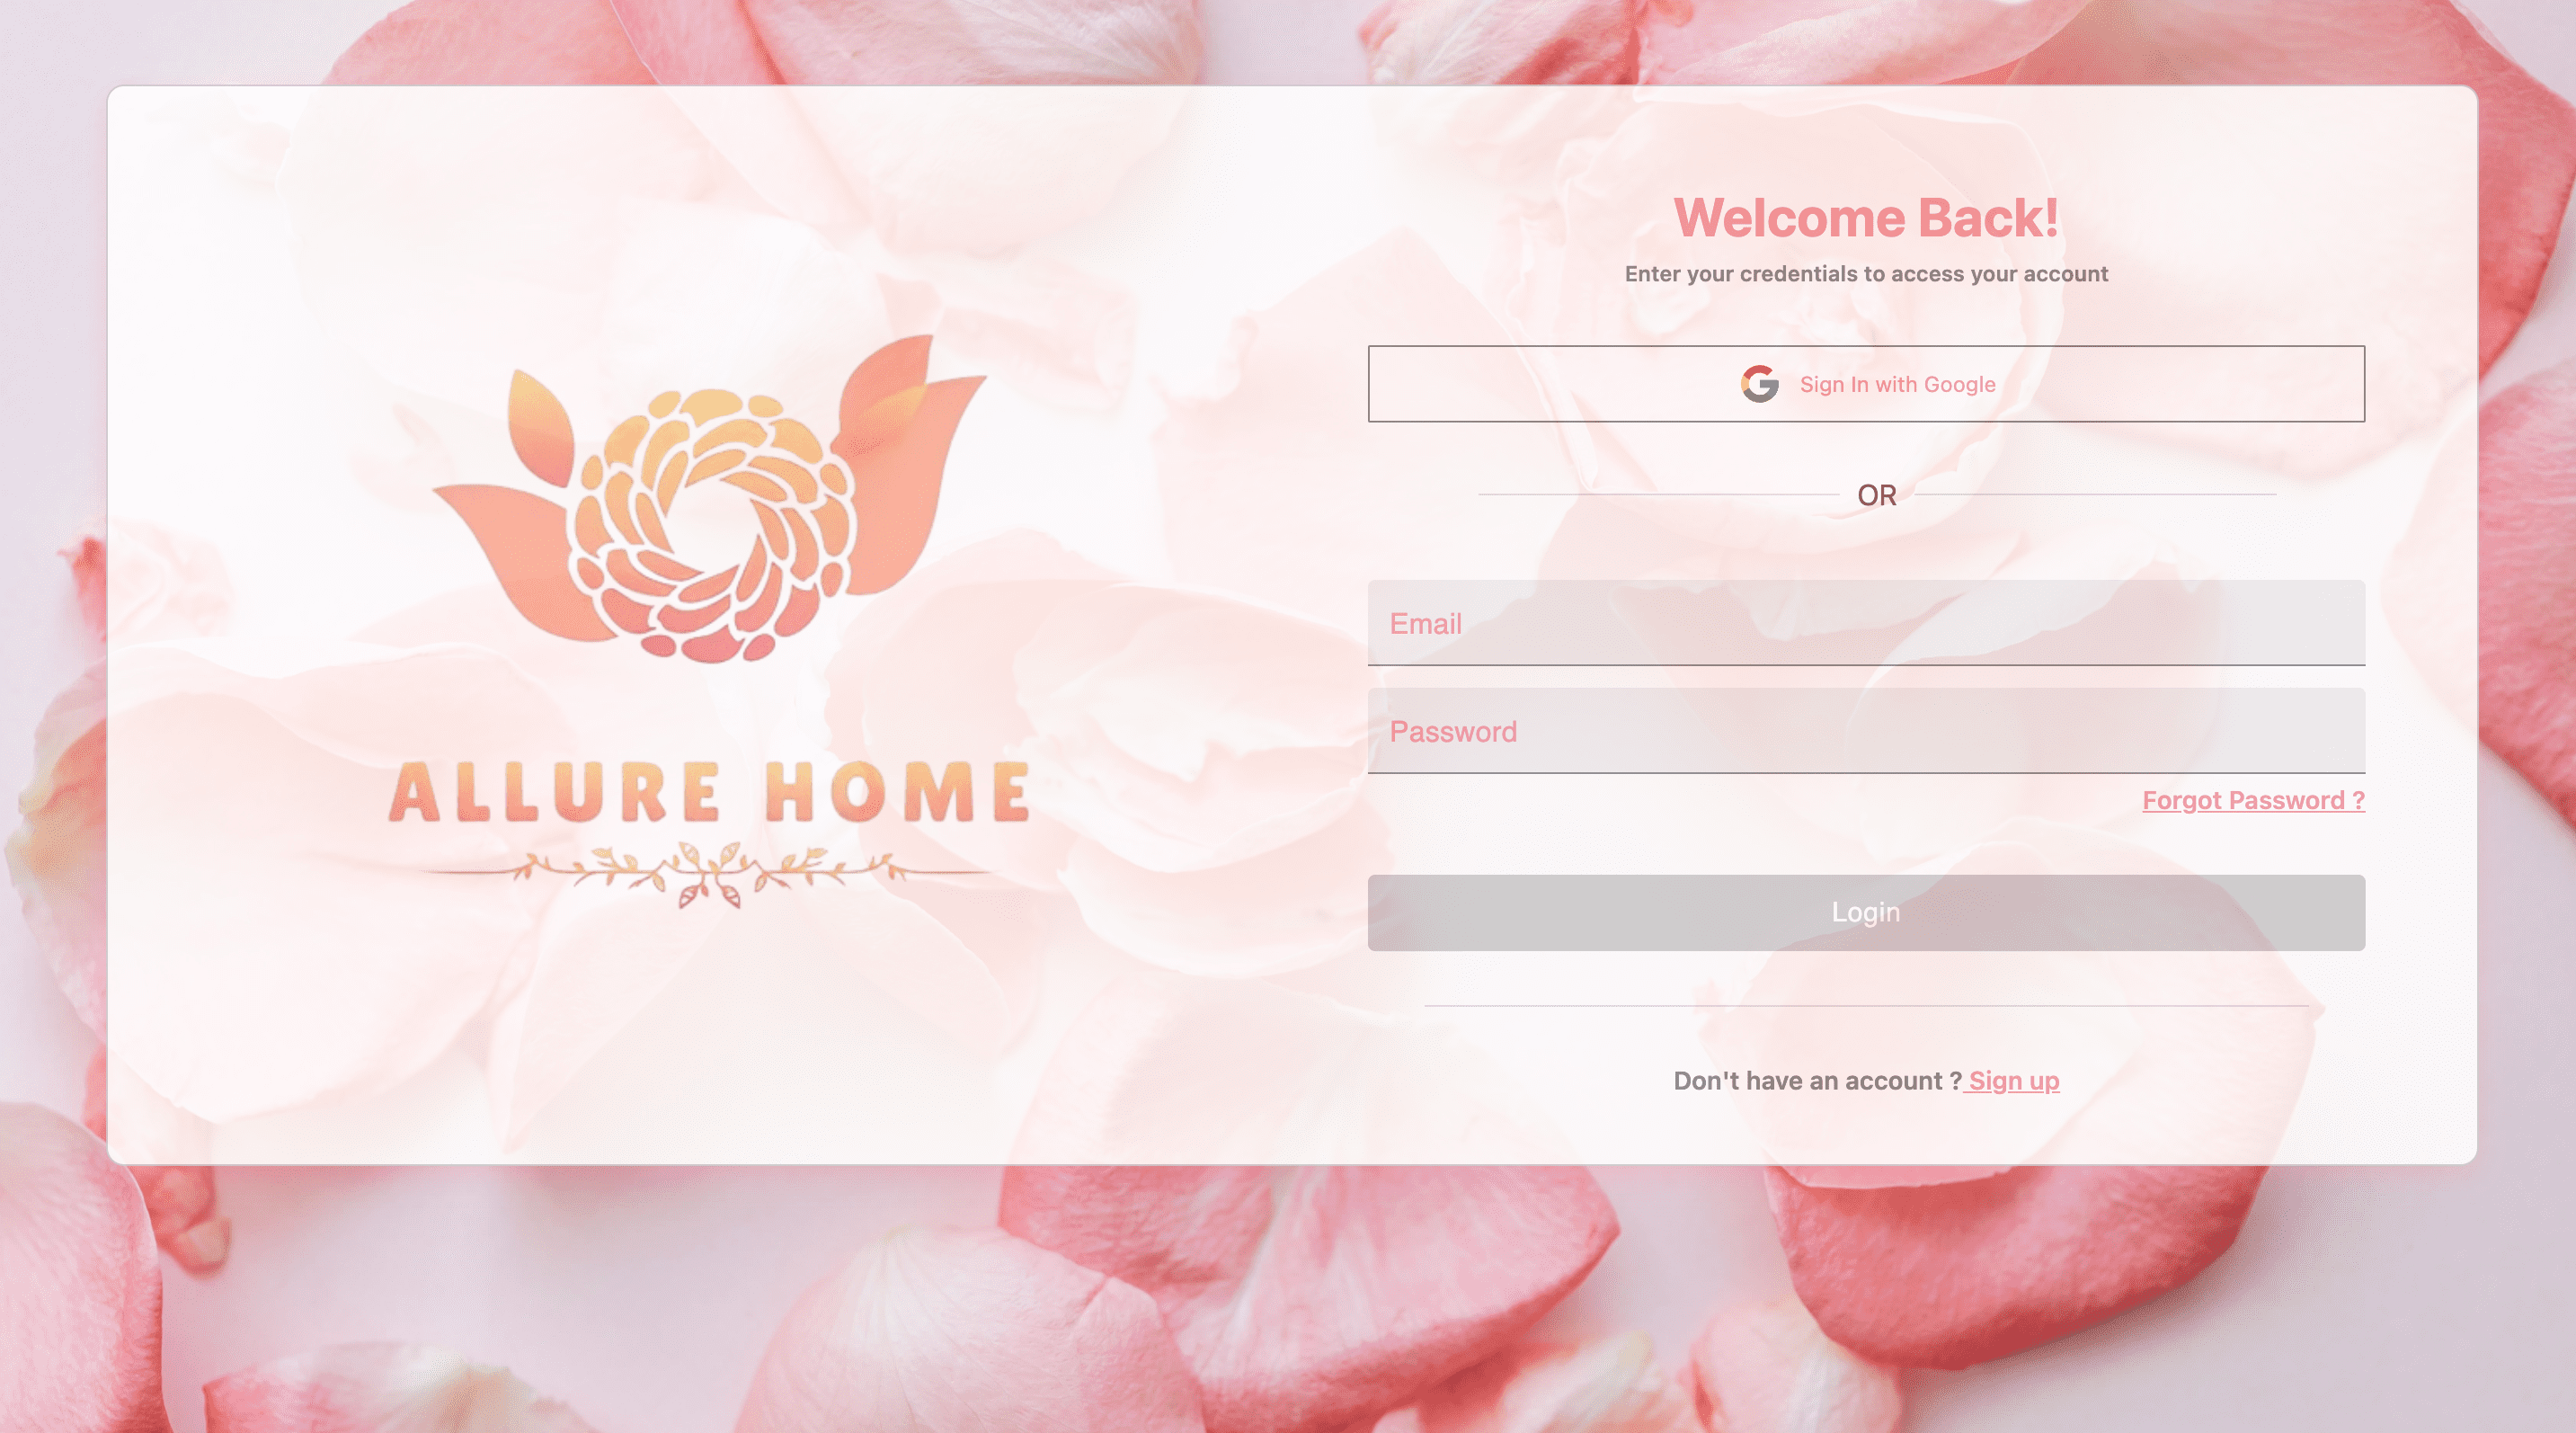 ALLURE HOME
Welcome Back!
Enter your credentials to access your account
Sign In with Google
OR
Email
Password
Forgot Password ?
Login
Don't have an account ? Sign up